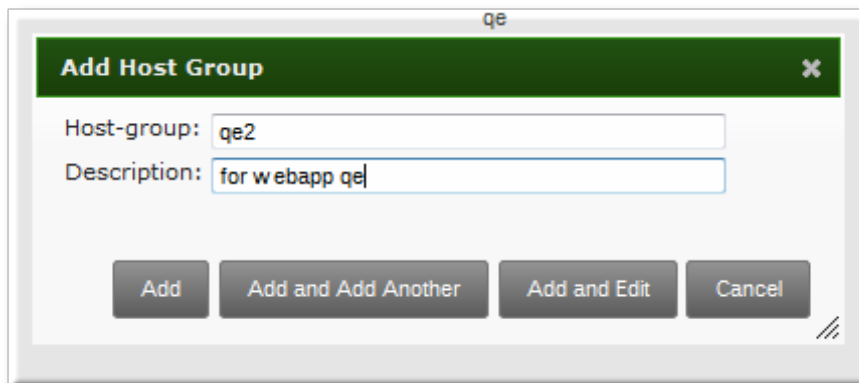 qe
Add Host Group
Host-group: qe2
Description: for webapp qe
Add Add and Add Another Add and Edit Cancel